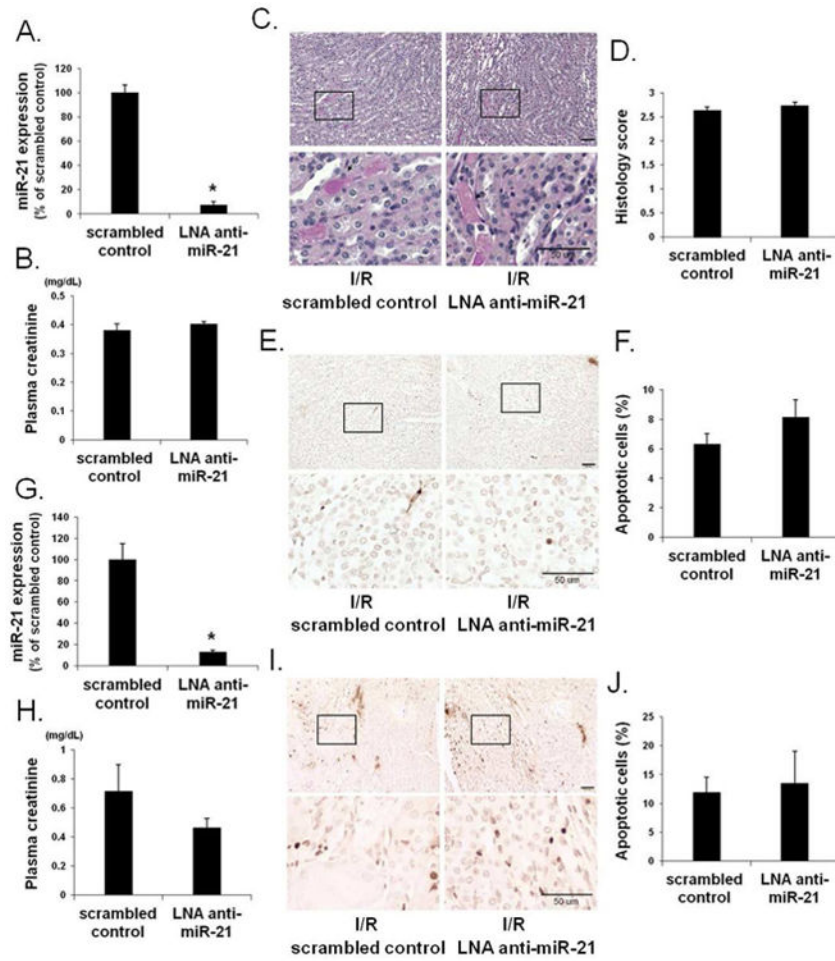 A.
miR-21 expression
(% of scrambled control)
120
100
80
60
40
20
0
*
scrambled
control
LNA anti-
miR-21
B.
(mg/dL)
Plasma creatinine
0.5
0.4
0.3
0.2
0.1
0
scrambled
control
LNA anti-
miR-21
C.
50 um
I/R
scrambled control
I/R
LNA anti-miR-21
D.
Histology score
3
2.5
2
1.5
1
0.5
0
scrambled
control
LNA anti-
miR-21
E.
50 um
I/R
scrambled control
I/R
LNA anti-miR-21
F.
Apoptotic cells (%)
10
8
6
4
2
0
scrambled
control
LNA anti-
miR-21
G.
miR-21 expression
(% of scrambled control)
140
120
100
80
60
40
20
0
*
scrambled
control
LNA anti-
miR-21
H.
(mg/dL)
Plasma creatinine
1
0.8
0.6
0.4
0.2
0
scrambled
control
LNA anti-
miR-21
I.
50 um
I/R
scrambled control
I/R
LNA anti-miR-21
J.
Apoptotic cells (%)
25
20
15
10
5
0
scrambled
control
LNA anti-
miR-21